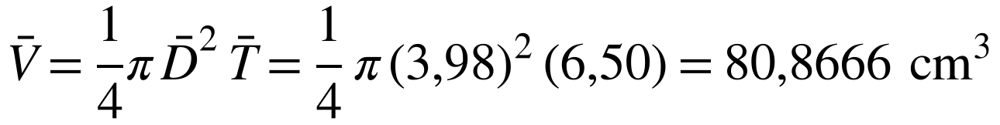 V̄ = 1/4 π D̄² T̄ = 1/4 π (3,98)² (6,50) = 80,8666 cm³